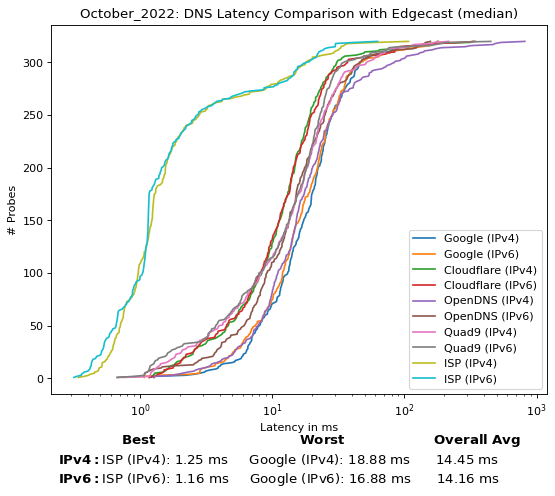 October_2022: DNS Latency Comparison with Edgecast (median)
# Probes
300
250
200
150
100
50
0
Google (IPv4)
Google (IPv6)
Cloudflare (IPv4)
Cloudflare (IPv6)
OpenDNS (IPv4)
OpenDNS (IPv6)
Quad9 (IPv4)
Quad9 (IPv6)
ISP (IPv4)
ISP (IPv6)
10⁰ 10¹ 10² 10³
Latency in ms
Best Worst Overall Avg
IPv4: ISP (IPv4): 1.25 ms Google (IPv4): 18.88 ms 14.45 ms
IPv6: ISP (IPv6): 1.16 ms Google (IPv6): 16.88 ms 14.16 ms